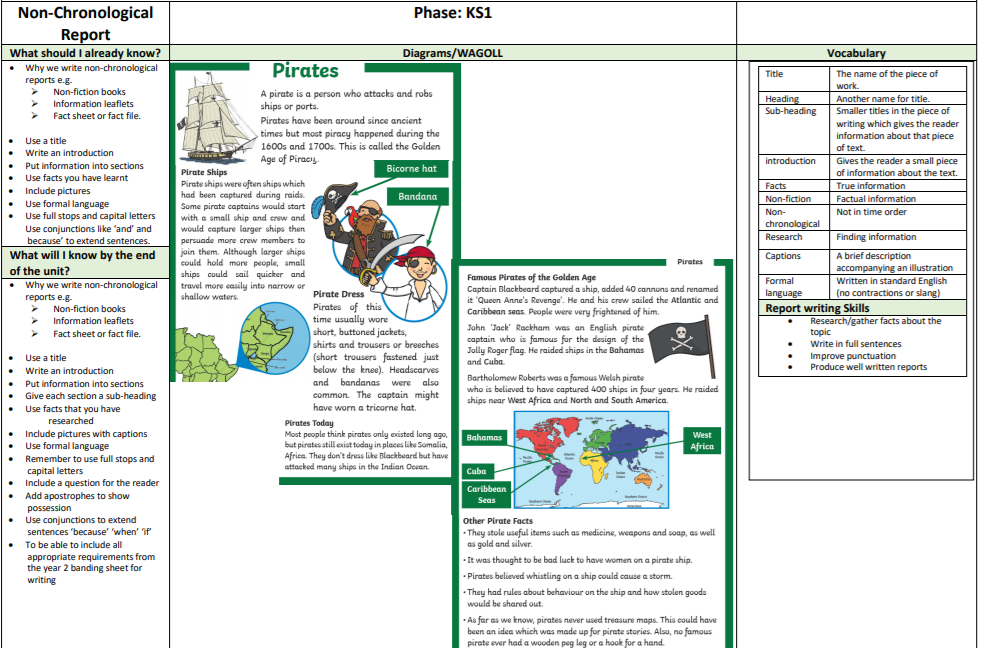 Non-Chronological
Report
Phase: KS1
What should I already know?
Diagrams/WAGOLL
Vocabulary
Why we write non-chronological
reports e.g.
Non-fiction books
Information leaflets
Fact sheet or fact file.
Use a title
Write an introduction
Put information into sections
Use facts you have learnt
Include pictures
Use formal language
Use full stops and capital letters
Use conjunctions like 'and' and
because' to extend sentences.
What will I know by the end
of the unit?
Why we write non-chronological
reports e.g.
Non-fiction books
Information leaflets
Fact sheet or fact file.
Use a title
Write an introduction
Put information into sections
Give each section a sub-heading
Use facts that you have
researched
Include pictures with captions
Use formal language
Remember to use full stops and
capital letters
Include a question for the reader
Add apostrophes to show
possession
Use conjunctions to extend
sentences 'because' 'when' 'if'
To be able to include all
appropriate requirements from
the year 2 banding sheet for
writing
Pirates
A pirate is a person who attacks and robs
ships or ports.
Pirates have been around since ancient
times but most piracy happened during the
1600s and 1700s. This is called the Golden
Age of Piracy.
Bicorne hat
Bandana
Pirate Ships
Pirate ships were often ships which
had been captured during raids.
Some pirate captains would start
with a small ship and crew and
would capture larger ships then
persuade more crew members to
join them. Although larger ships
could hold more people, small
ships could sail quicker and
travel more easily into narrow or
shallow waters.
Pirate Dress
Pirates of this
time usually wore
short, buttoned jackets,
shirts and trousers or breeches
(short trousers fastened just
below the knee). Headscarves
and bandanas were also
common. The captain might
have worn a tricorne hat.
Pirates Today
Most people think pirates only existed long ago,
but pirates still exist today in places like Somalia,
Africa. They don't dress like Blackbeard but have
attacked many ships in the Indian Ocean.
Pirates
Famous Pirates of the Golden Age
Captain Blackbeard captured a ship, added 40 cannons and renamed
it 'Queen Anne's Revenge'. He and his crew sailed the Atlantic and
Caribbean seas. People were very frightened of him.
John 'Jack' Rackham was an English pirate
captain who is famous for the design of the
Jolly Roger flag. He raided ships in the Bahamas
and Cuba.
Bartholomew Roberts was a famous Welsh pirate
who is believed to have captured 400 ships in four years. He raided
ships near West Africa and North and South America.
Bahamas
Cuba
Caribbean
Seas
West
Africa
Other Pirate Facts
• They stole useful items such as medicine, weapons and soap, as well
as gold and silver.
• It was thought to be bad luck to have women on a pirate ship.
• Pirates believed whistling on a ship could cause a storm.
• They had rules about behaviour on the ship and how stolen goods
would be shared out.
• As far as we know, pirates never used treasure maps. This could have
been an idea which was made up for pirate stories. Also, no famous
pirate ever had a wooden peg leg or a hook for a hand.
Title The name of the piece of
work.
Heading Another name for title.
Sub-heading Smaller titles in the piece of
writing which gives the reader
information about that piece
of text.
introduction Gives the reader a small piece
of information about the text.
Facts True information
Non-fiction Factual information
Non- Not in time order
chronological
Research Finding information
Captions A brief description
accompanying an illustration
Formal Written in standard English
language (no contractions or slang)
Report writing Skills
Research/gather facts about the
topic
Write in full sentences
Improve punctuation
Produce well written reports